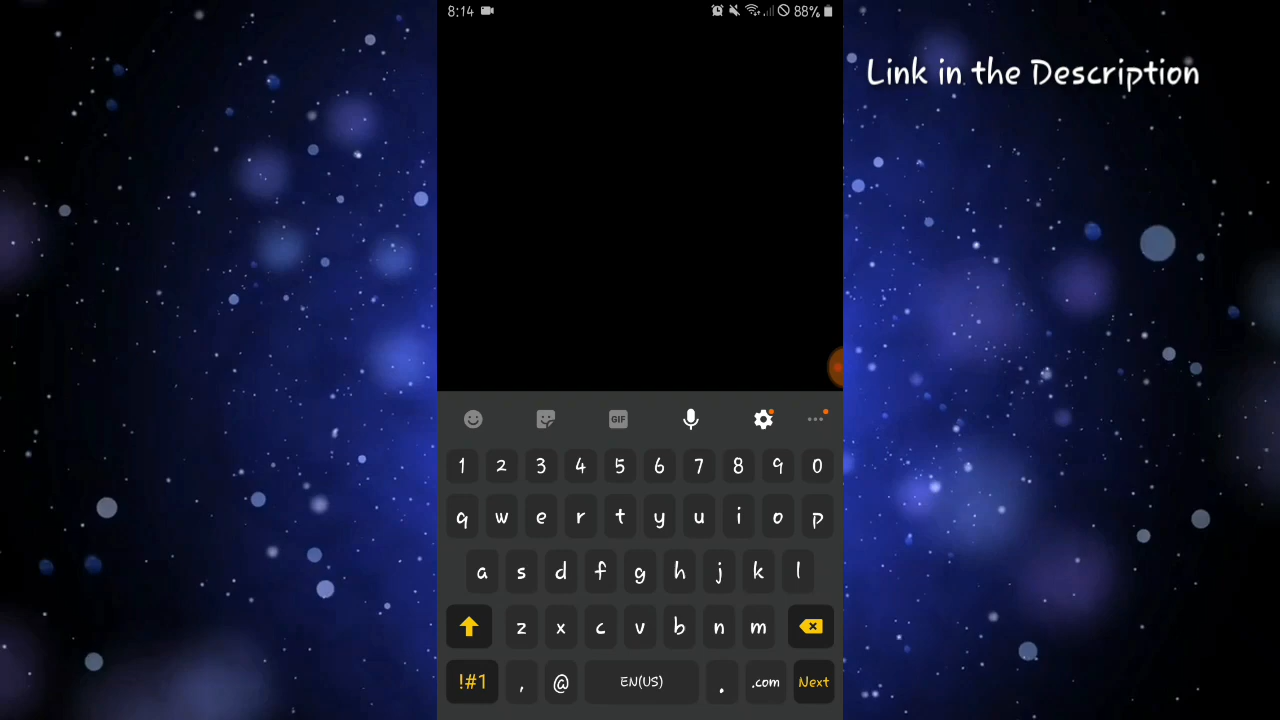 8:14 88%
Link in the Description
GIF
1 2 3 4 5 6 7 8 9 0
q w e r t y u i o p
a s d f g h j k l
z x c v b n m
!#1 , @ EN(US) . .com Next